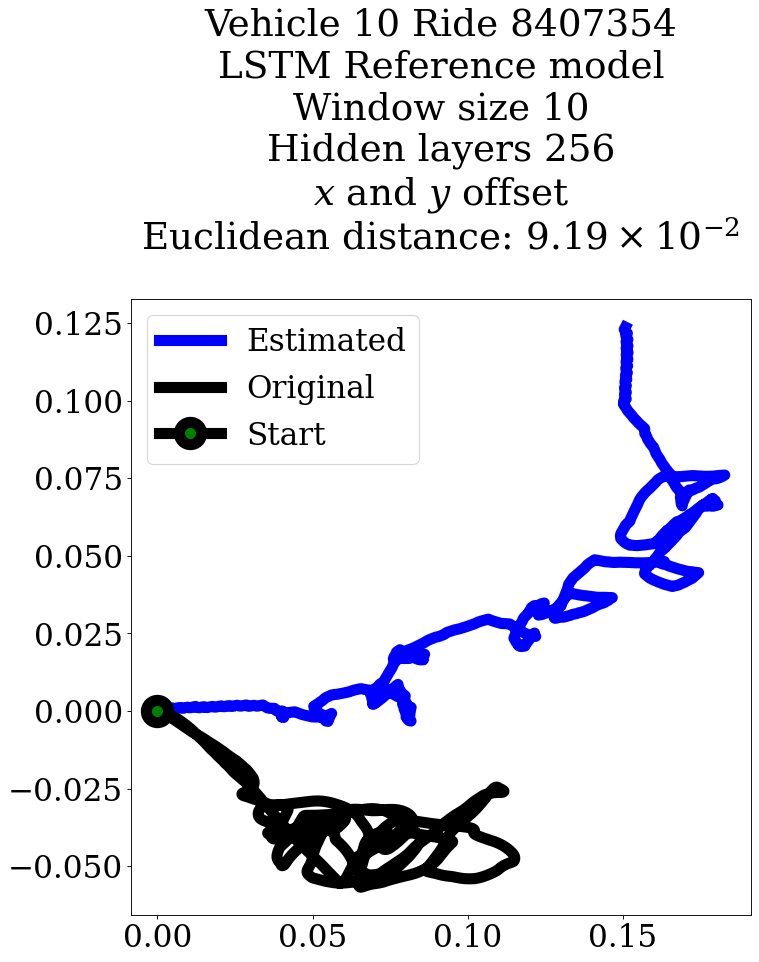 Vehicle 10 Ride 8407354
LSTM Reference model
Window size 10
Hidden layers 256
x and y offset
Euclidean distance: 9.19 × 10⁻²
Estimated
Original
Start
0.125
0.100
0.075
0.050
0.025
0.000
−0.025
−0.050
0.00 0.05 0.10 0.15